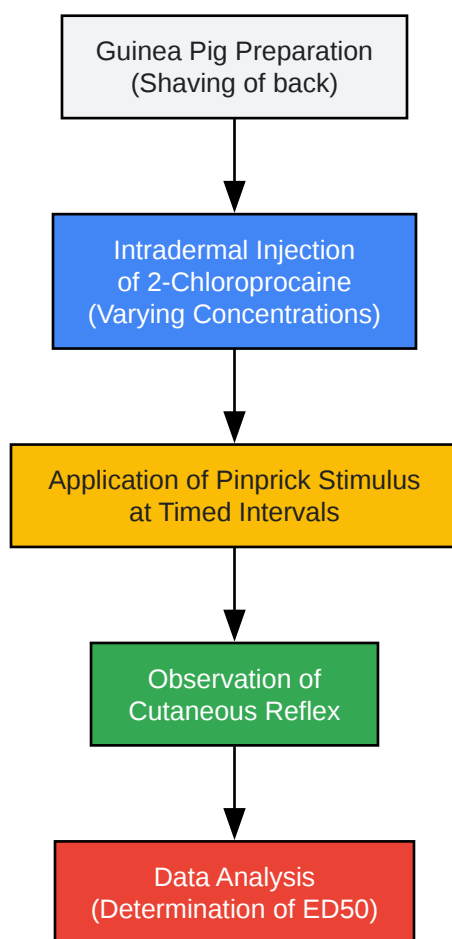 Guinea Pig Preparation
(Shaving of back)
Intradermal Injection
of 2-Chloroprocaine
(Varying Concentrations)
Application of Pinprick Stimulus
at Timed Intervals
Observation of
Cutaneous Reflex
Data Analysis
(Determination of ED50)